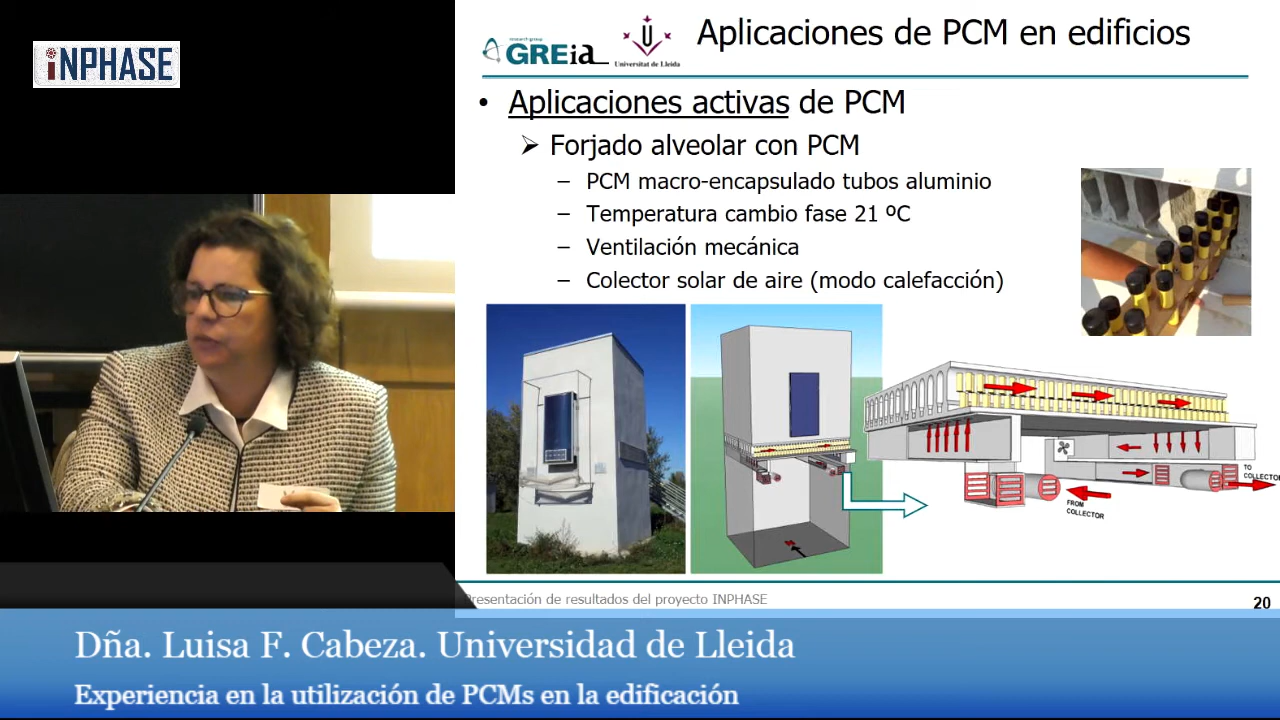 iNPHASE
research group
GREiA
Universitat de Lleida
Aplicaciones de PCM en edificios
• Aplicaciones activas de PCM
➢ Forjado alveolar con PCM
– PCM macro-encapsulado tubos aluminio
– Temperatura cambio fase 21 ºC
– Ventilación mecánica
– Colector solar de aire (modo calefacción)
TO
COLLECTOR
FROM
COLLECTOR
Presentación de resultados del proyecto INPHASE
20
Dña. Luisa F. Cabeza. Universidad de Lleida
Experiencia en la utilización de PCMs en la edificación